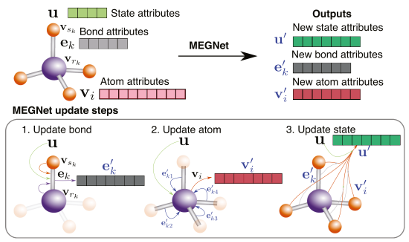 u State attributes
v_{s_k}
e_k Bond attributes
v_{r_k}
v_i Atom attributes
MEGNet
Outputs
New state attributes
u′
New bond attributes
e′_k
New atom attributes
v′_i
MEGNet update steps
1. Update bond
u
v_{s_k}
e_k
v_{r_k}
e′_k
2. Update atom
u
v_i
v′_i
e′_{k1}
e′_{k2}
e′_{k3}
e′_{k4}
3. Update state
u′
e′_k
v′_i